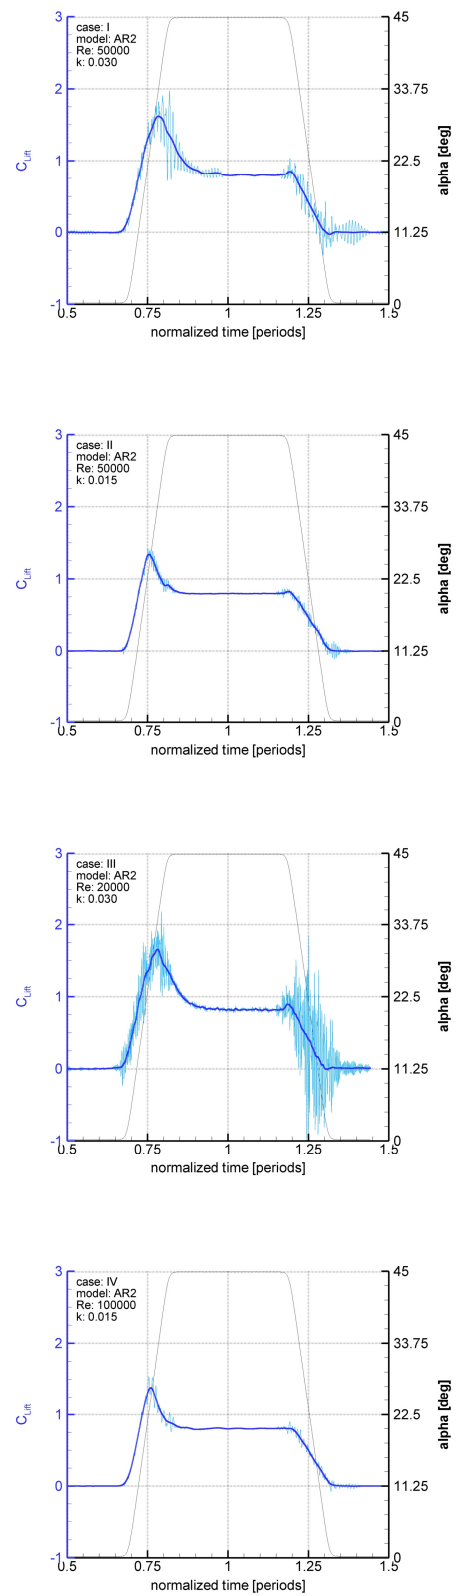 case: I
model: AR2
Re: 50000
k: 0.030
3
2
1
0
-1
C_Lift
45
33.75
22.5
11.25
0
alpha [deg]
0.5 0.75 1 1.25 1.5
normalized time [periods]
case: II
model: AR2
Re: 50000
k: 0.015
3
2
1
0
-1
C_Lift
45
33.75
22.5
11.25
0
alpha [deg]
0.5 0.75 1 1.25 1.5
normalized time [periods]
case: III
model: AR2
Re: 20000
k: 0.030
3
2
1
0
-1
C_Lift
45
33.75
22.5
11.25
0
alpha [deg]
0.5 0.75 1 1.25 1.5
normalized time [periods]
case: IV
model: AR2
Re: 100000
k: 0.015
3
2
1
0
-1
C_Lift
45
33.75
22.5
11.25
0
alpha [deg]
0.5 0.75 1 1.25 1.5
normalized time [periods]